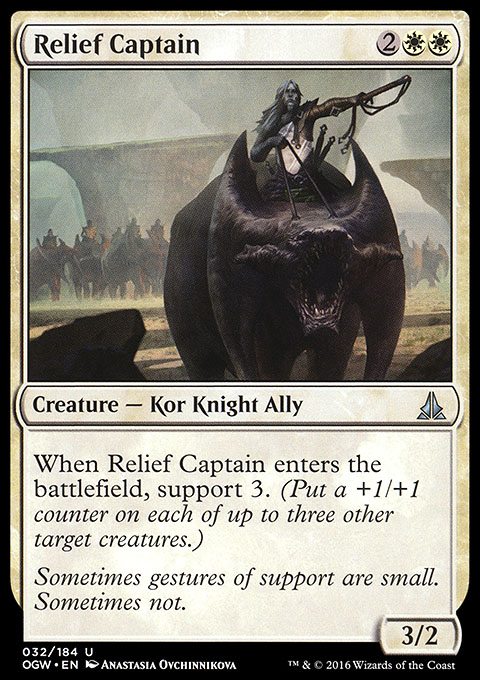 Relief Captain 2
Creature — Kor Knight Ally
When Relief Captain enters the
battlefield, support 3. (Put a +1/+1
counter on each of up to three other
target creatures.)
Sometimes gestures of support are small.
Sometimes not.
3/2
032/184 U
OGW • EN Anastasia Ovchinnikova
™ & © 2016 Wizards of the Coast